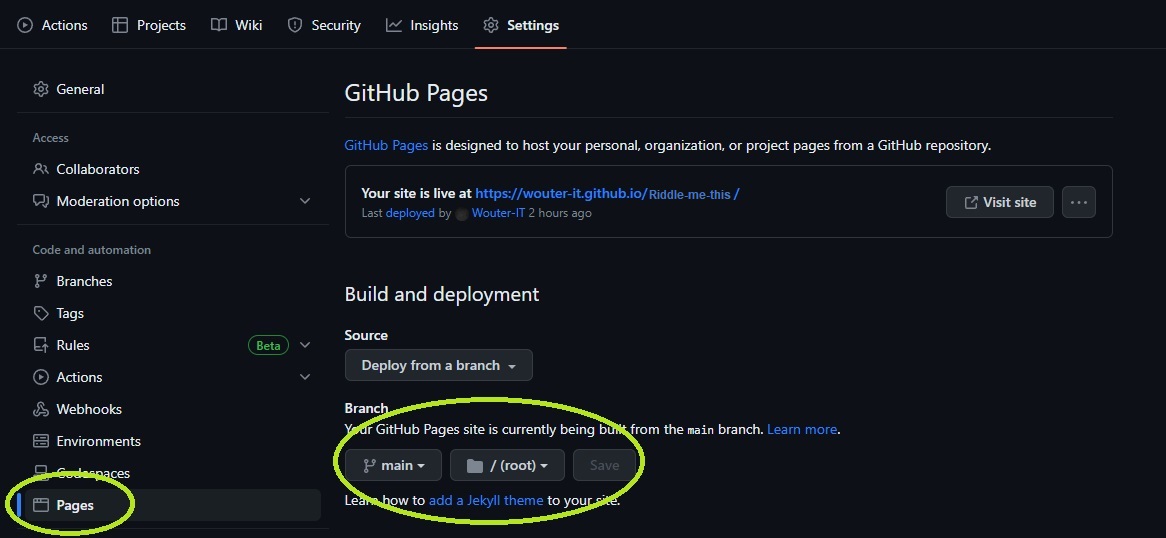 Actions Projects Wiki Security Insights Settings
General
Access
Collaborators
Moderation options
Code and automation
Branches
Tags
Rules Beta
Actions
Webhooks
Environments
Codespaces
Pages
GitHub Pages
GitHub Pages is designed to host your personal, organization, or project pages from a GitHub repository.
Your site is live at https://wouter-it.github.io/Riddle-me-this /
Last deployed by Wouter-IT 2 hours ago
Visit site
Build and deployment
Source
Deploy from a branch
Branch
Your GitHub Pages site is currently being built from the main branch. Learn more.
main / (root) Save
Learn how to add a Jekyll theme to your site.